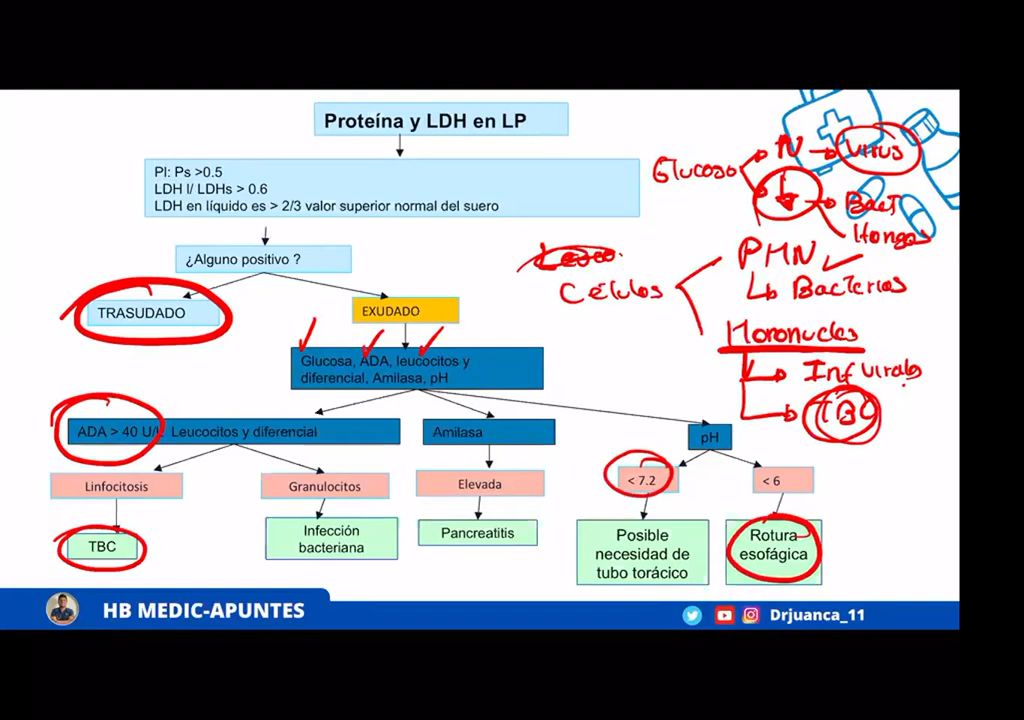 Proteína y LDH en LP
Pl: Ps >0.5
LDH l/ LDHs > 0.6
LDH en líquido es > 2/3 valor superior normal del suero
¿Alguno positivo ?
TRASUDADO
EXUDADO
Glucosa, ADA, leucocitos y
diferencial, Amilasa, pH
ADA > 40 U/L Leucocitos y diferencial
Amilasa
pH
Linfocitosis
Granulocitos
Elevada
< 7.2
< 6
TBC
Infección
bacteriana
Pancreatitis
Posible
necesidad de
tubo torácico
Rotura
esofágica
Glucosa
N
Virus
Bact
Hongos
Células
PMN
Bacterias
Mononucles
Inf virales
TBC
HB MEDIC-APUNTES
Drjuanca_11